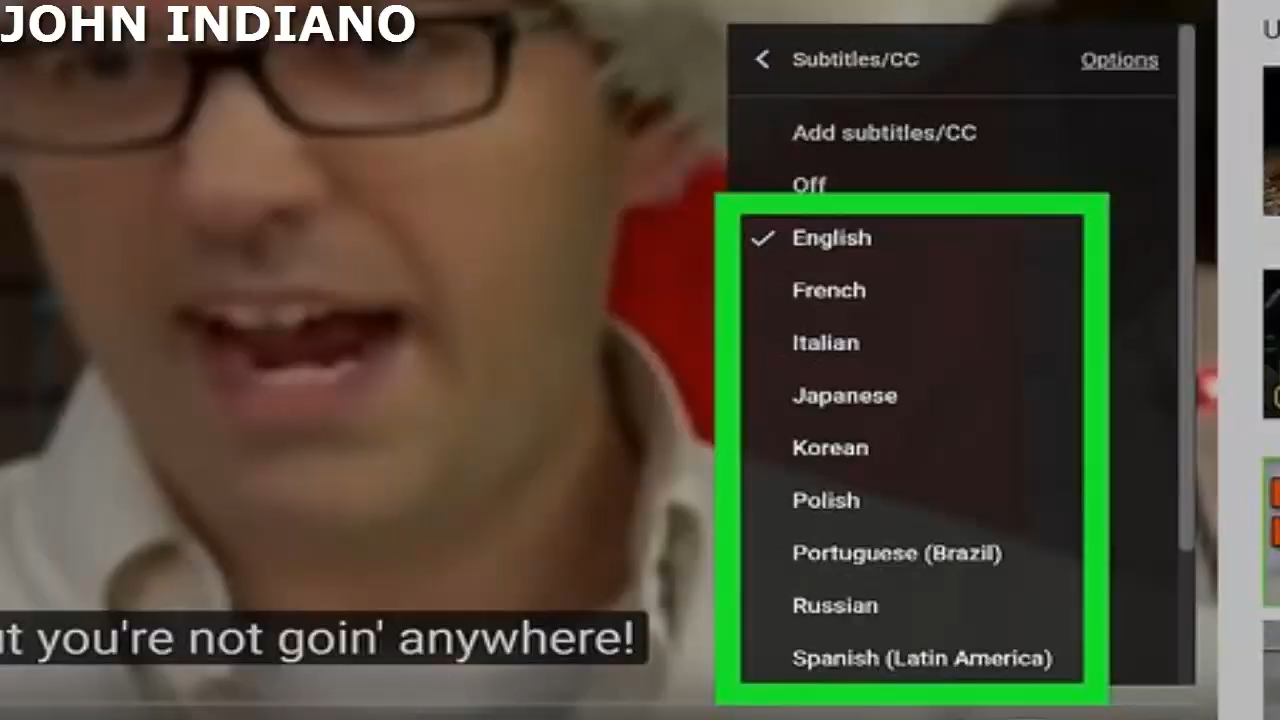 JOHN INDIANO
Subtitles/CC
Options
Add subtitles/CC
Off
English
French
Italian
Japanese
Korean
Polish
Portuguese (Brazil)
Russian
Spanish (Latin America)
you're not goin' anywhere!